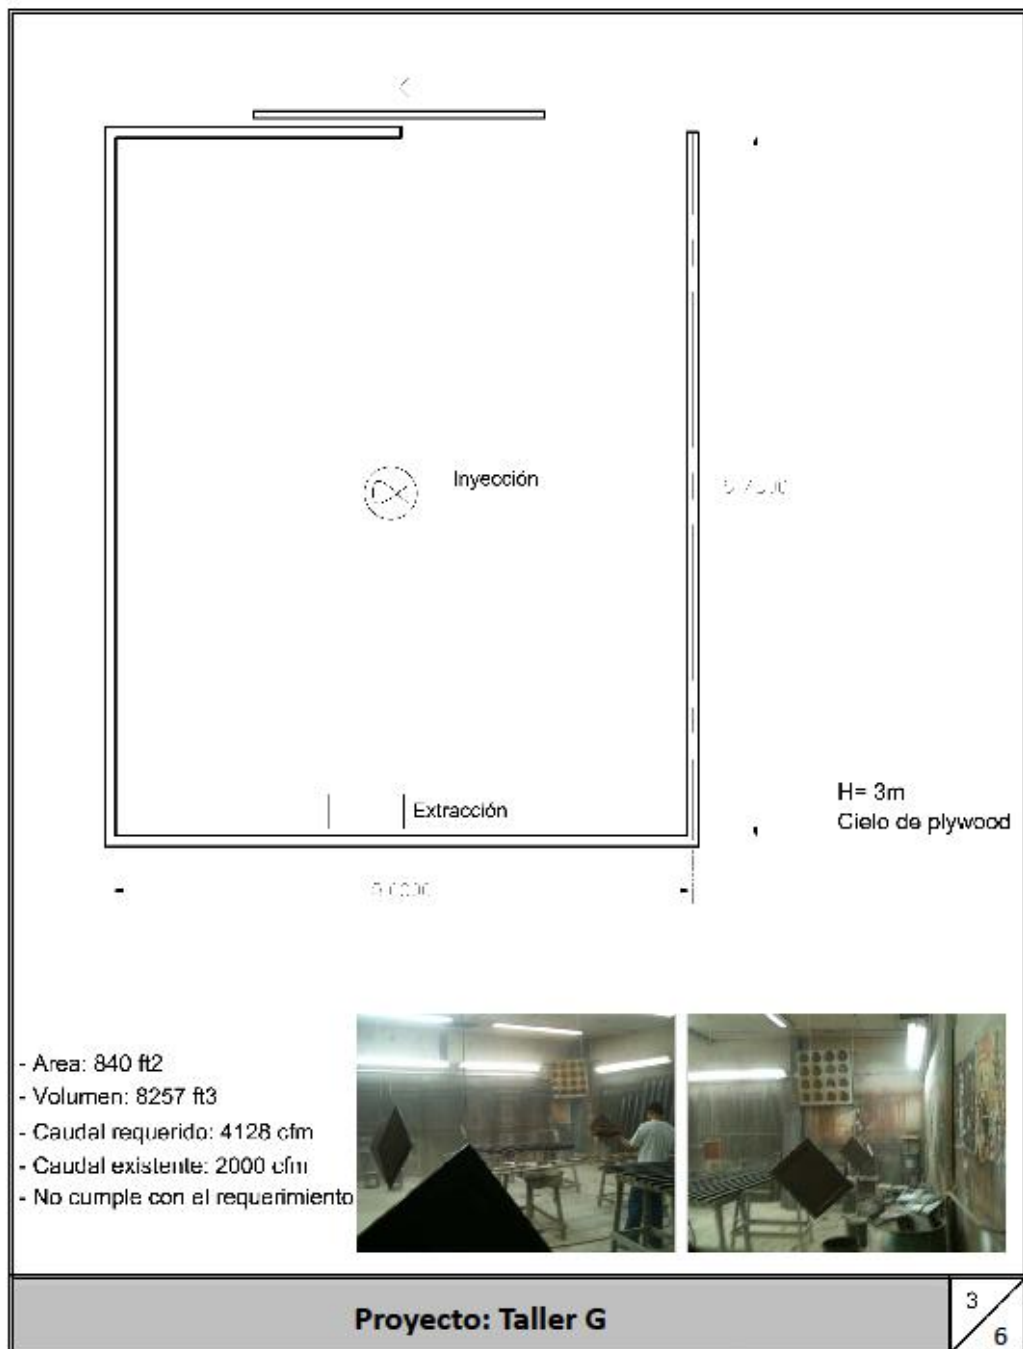 Inyección
Extracción
H= 3m
Cielo de plywood
- Area: 840 ft2
- Volumen: 8257 ft3
- Caudal requerido: 4128 cfm
- Caudal existente: 2000 cfm
- No cumple con el requerimiento
Proyecto: Taller G
3
6